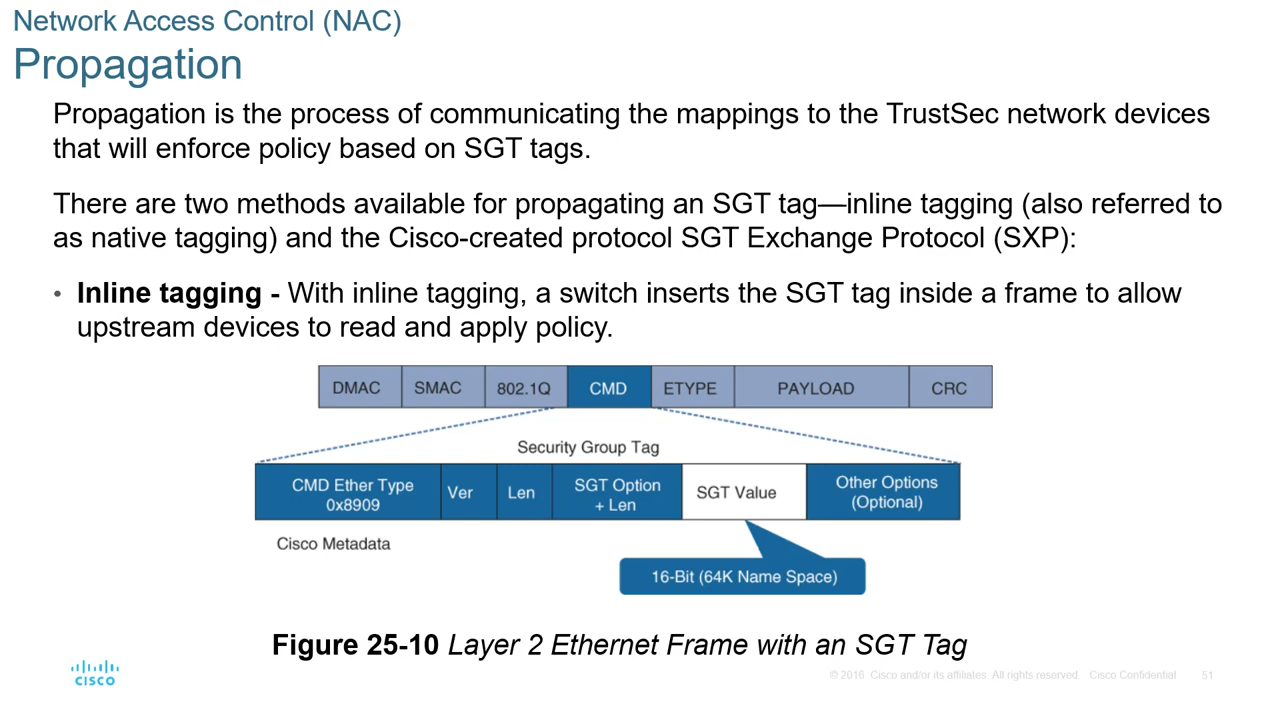 Network Access Control (NAC)
Propagation
Propagation is the process of communicating the mappings to the TrustSec network devices
that will enforce policy based on SGT tags.
There are two methods available for propagating an SGT tag—inline tagging (also referred to
as native tagging) and the Cisco-created protocol SGT Exchange Protocol (SXP):
• Inline tagging - With inline tagging, a switch inserts the SGT tag inside a frame to allow
upstream devices to read and apply policy.
DMAC SMAC 802.1Q CMD ETYPE PAYLOAD CRC
Security Group Tag
CMD Ether Type
0x8909
Ver
Len
SGT Option
+ Len
SGT Value
Other Options
(Optional)
Cisco Metadata
16-Bit (64K Name Space)
Figure 25-10 Layer 2 Ethernet Frame with an SGT Tag
CISCO
© 2016 Cisco and/or its affiliates. All rights reserved. Cisco Confidential 51